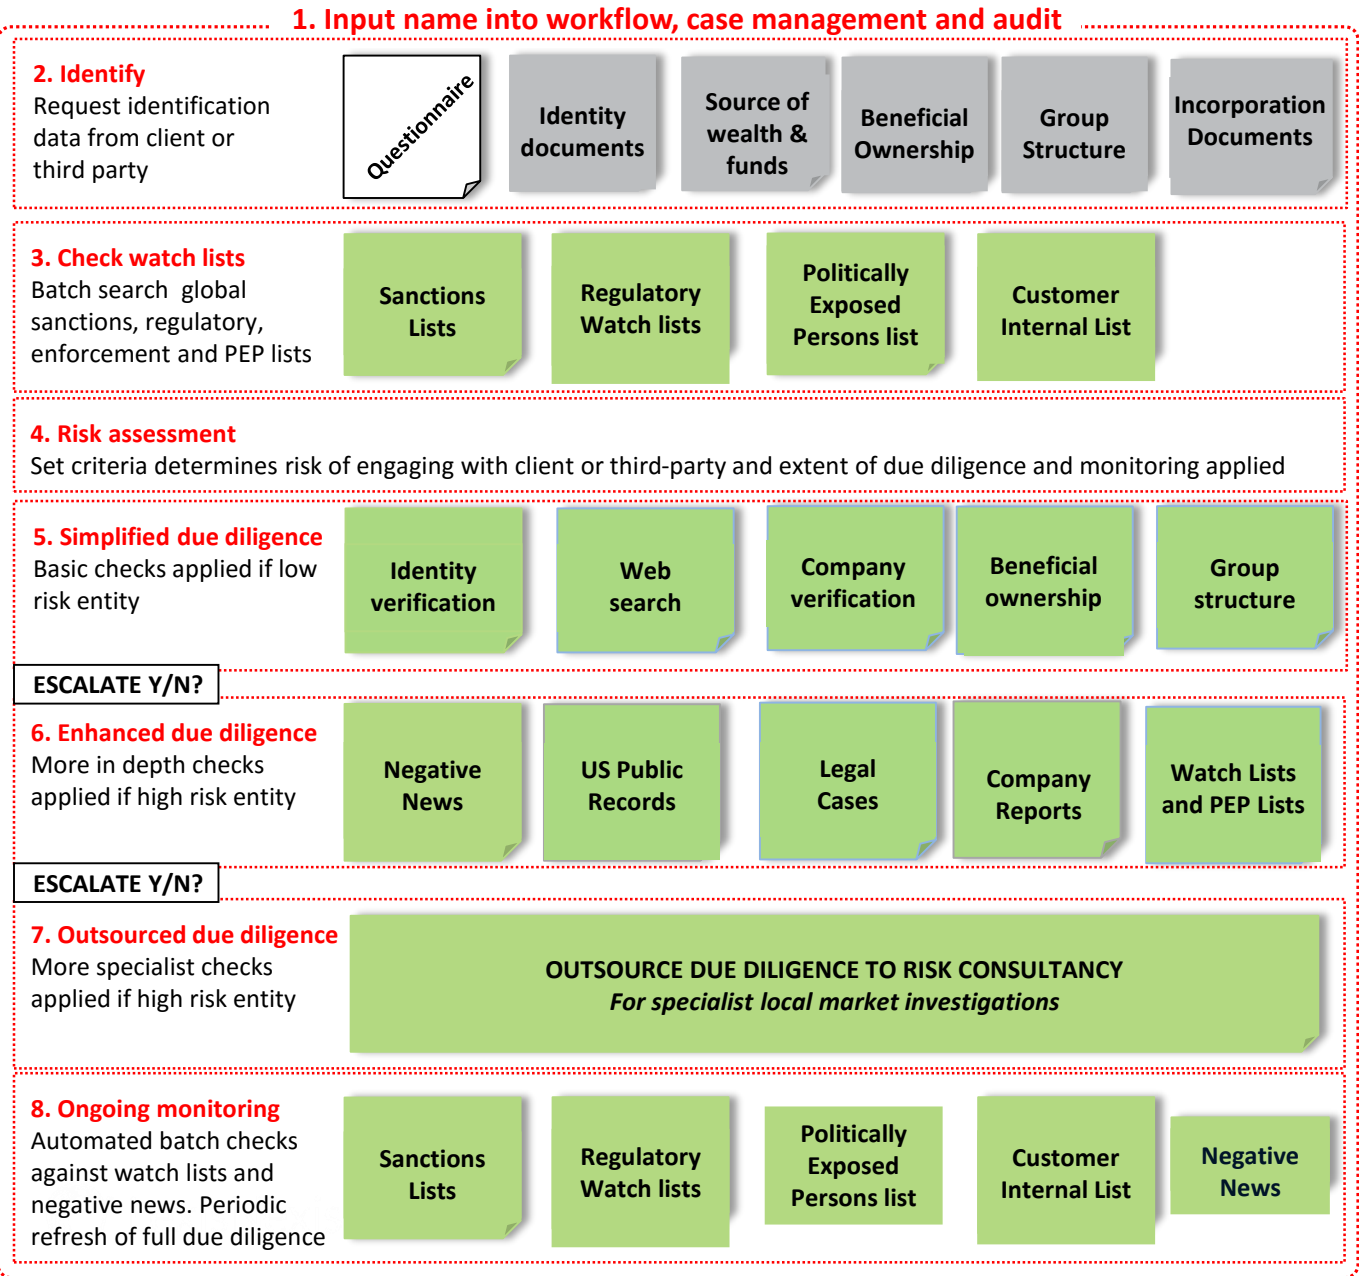 1. Input name into workflow, case management and audit
2. Identify
Request identification
data from client or
third party
Questionnaire
Identity
documents
Source of
wealth &
funds
Beneficial
Ownership
Group
Structure
Incorporation
Documents
3. Check watch lists
Batch search global
sanctions, regulatory,
enforcement and PEP lists
Sanctions
Lists
Regulatory
Watch lists
Politically
Exposed
Persons list
Customer
Internal List
4. Risk assessment
Set criteria determines risk of engaging with client or third-party and extent of due diligence and monitoring applied
5. Simplified due diligence
Basic checks applied if low
risk entity
Identity
verification
Web
search
Company
verification
Beneficial
ownership
Group
structure
ESCALATE Y/N?
6. Enhanced due diligence
More in depth checks
applied if high risk entity
Negative
News
US Public
Records
Legal
Cases
Company
Reports
Watch Lists
and PEP Lists
ESCALATE Y/N?
7. Outsourced due diligence
More specialist checks
applied if high risk entity
OUTSOURCE DUE DILIGENCE TO RISK CONSULTANCY
For specialist local market investigations
8. Ongoing monitoring
Automated batch checks
against watch lists and
negative news. Periodic
refresh of full due diligence
Sanctions
Lists
Regulatory
Watch lists
Politically
Exposed
Persons list
Customer
Internal List
Negative
News